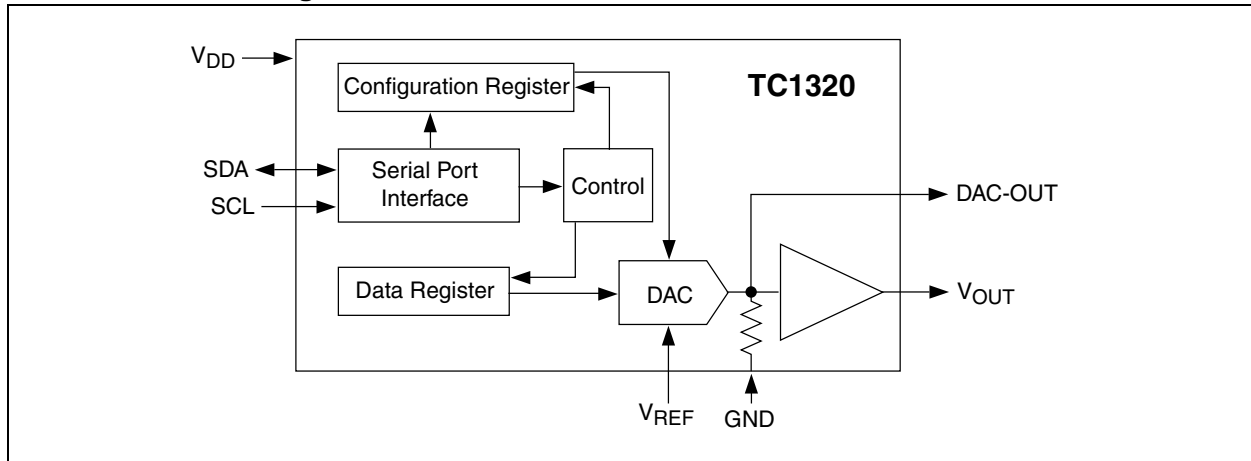 VDD
TC1320
Configuration Register
SDA
SCL
Serial Port
Interface
Control
DAC-OUT
Data Register
DAC
VOUT
VREF
GND